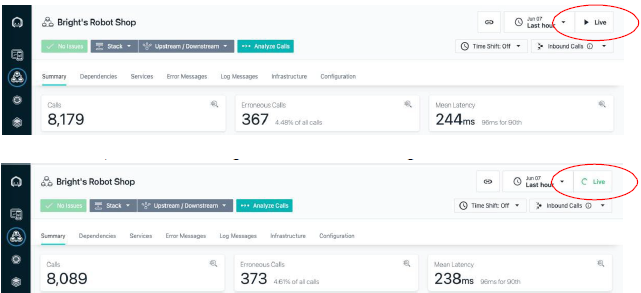 Bright's Robot Shop
Jun 07
Last hour
Live
No Issues
Stack
Upstream / Downstream
Analyze Calls
Time Shift: Off
Inbound Calls
Summary Dependencies Services Error Messages Log Messages Infrastructure Configuration
Calls
8,179
Erroneous Calls
367 4.48% of all calls
Mean Latency
244ms 96ms for 90th
Bright's Robot Shop
Jun 07
Last hour
Live
No Issues
Stack
Upstream / Downstream
Analyze Calls
Time Shift: Off
Inbound Calls
Summary Dependencies Services Error Messages Log Messages Infrastructure Configuration
Calls
8,089
Erroneous Calls
373 4.61% of all calls
Mean Latency
238ms 96ms for 90th